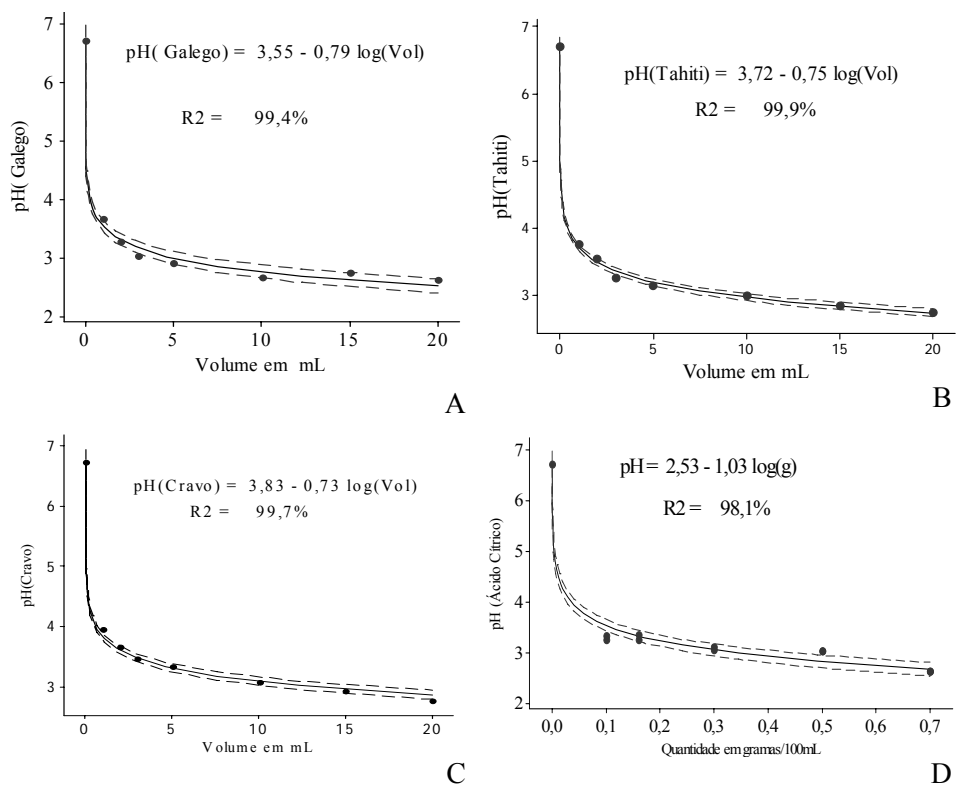 7
6
5
4
3
2
pH( Galego)
pH( Galego) = 3,55 - 0,79 log(Vol)
R2 = 99,4%
0 5 10 15 20
Volume em mL
A
7
6
5
4
3
pH(Tahiti)
pH(Tahiti) = 3,72 - 0,75 log(Vol)
R2 = 99,9%
0 5 10 15 20
Volume em mL
B
7
6
5
4
3
pH(Cravo)
pH(Cravo) = 3,83 - 0,73 log(Vol)
R2 = 99,7%
0 5 10 15 20
Volume em mL
C
7
6
5
4
3
2
pH (Ácido Cítrico)
pH = 2,53 - 1,03 log(g)
R2 = 98,1%
0,0 0,1 0,2 0,3 0,4 0,5 0,6 0,7
Quantidade em gramas/100mL
D